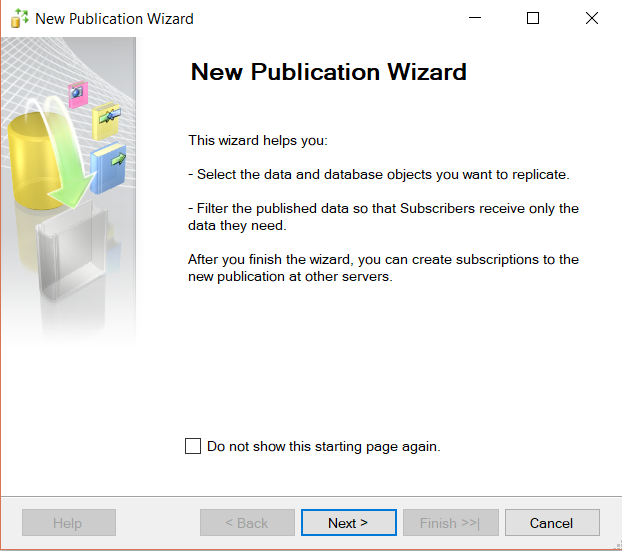 New Publication Wizard
New Publication Wizard
This wizard helps you:
- Select the data and database objects you want to replicate.
- Filter the published data so that Subscribers receive only the
data they need.
After you finish the wizard, you can create subscriptions to the
new publication at other servers.
Do not show this starting page again.
Help
< Back
Next >
Finish >>|
Cancel